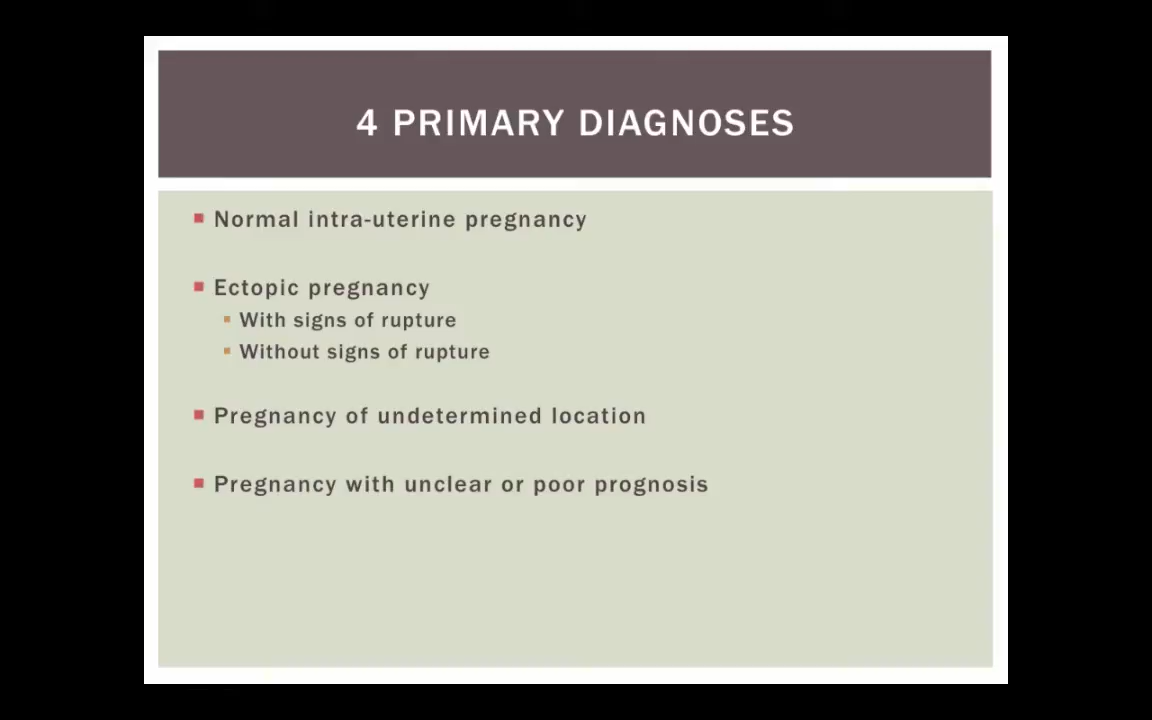 4 PRIMARY DIAGNOSES
Normal intra-uterine pregnancy
Ectopic pregnancy
With signs of rupture
Without signs of rupture
Pregnancy of undetermined location
Pregnancy with unclear or poor prognosis